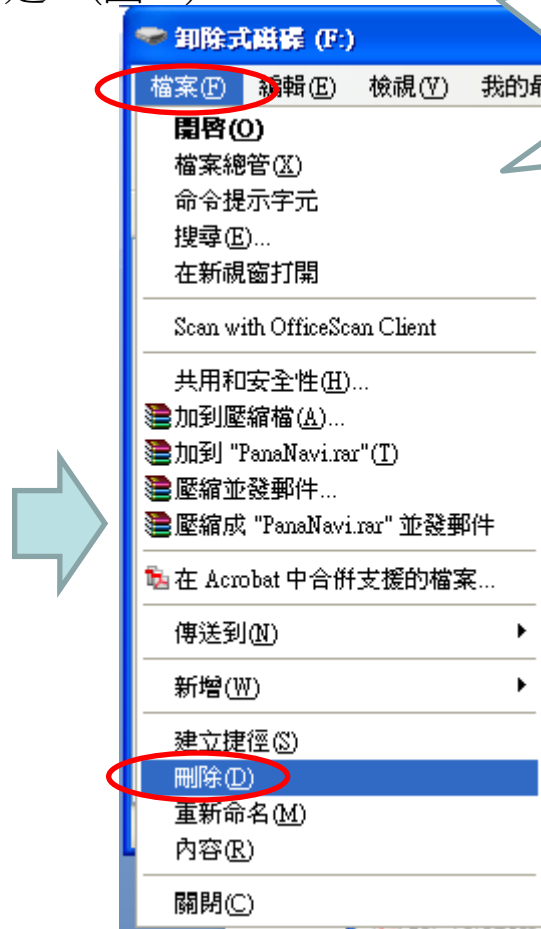 卸除式磁碟 (F:)
檔案(F) 編輯(E) 檢視(V) 我的最
開啓(O)
檔案總管(X)
命令提示字元
搜尋(E)...
在新視窗打開
Scan with OfficeScan Client
共用和安全性(H)...
加到壓縮檔(A)...
加到 "PanaNavi.rar"(T)
壓縮並發郵件...
壓縮成 "PanaNavi.rar" 並發郵件
在 Acrobat 中合併支援的檔案...
傳送到(N)
新增(W)
建立捷徑(S)
刪除(D)
重新命名(M)
內容(R)
關閉(C)